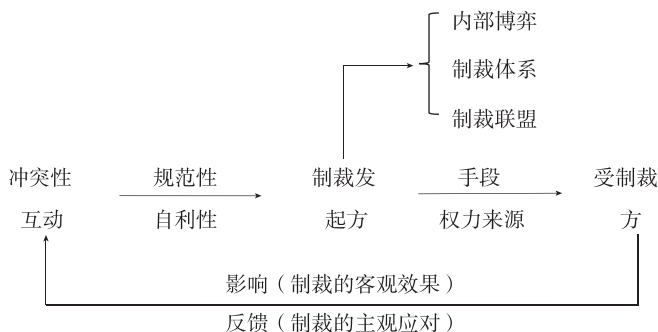 内部博弈
制裁体系
制裁联盟
冲突性
互动
规范性
自利性
制裁发
起方
手段
权力来源
受制裁
方
影响（制裁的客观效果）
反馈（制裁的主观应对）